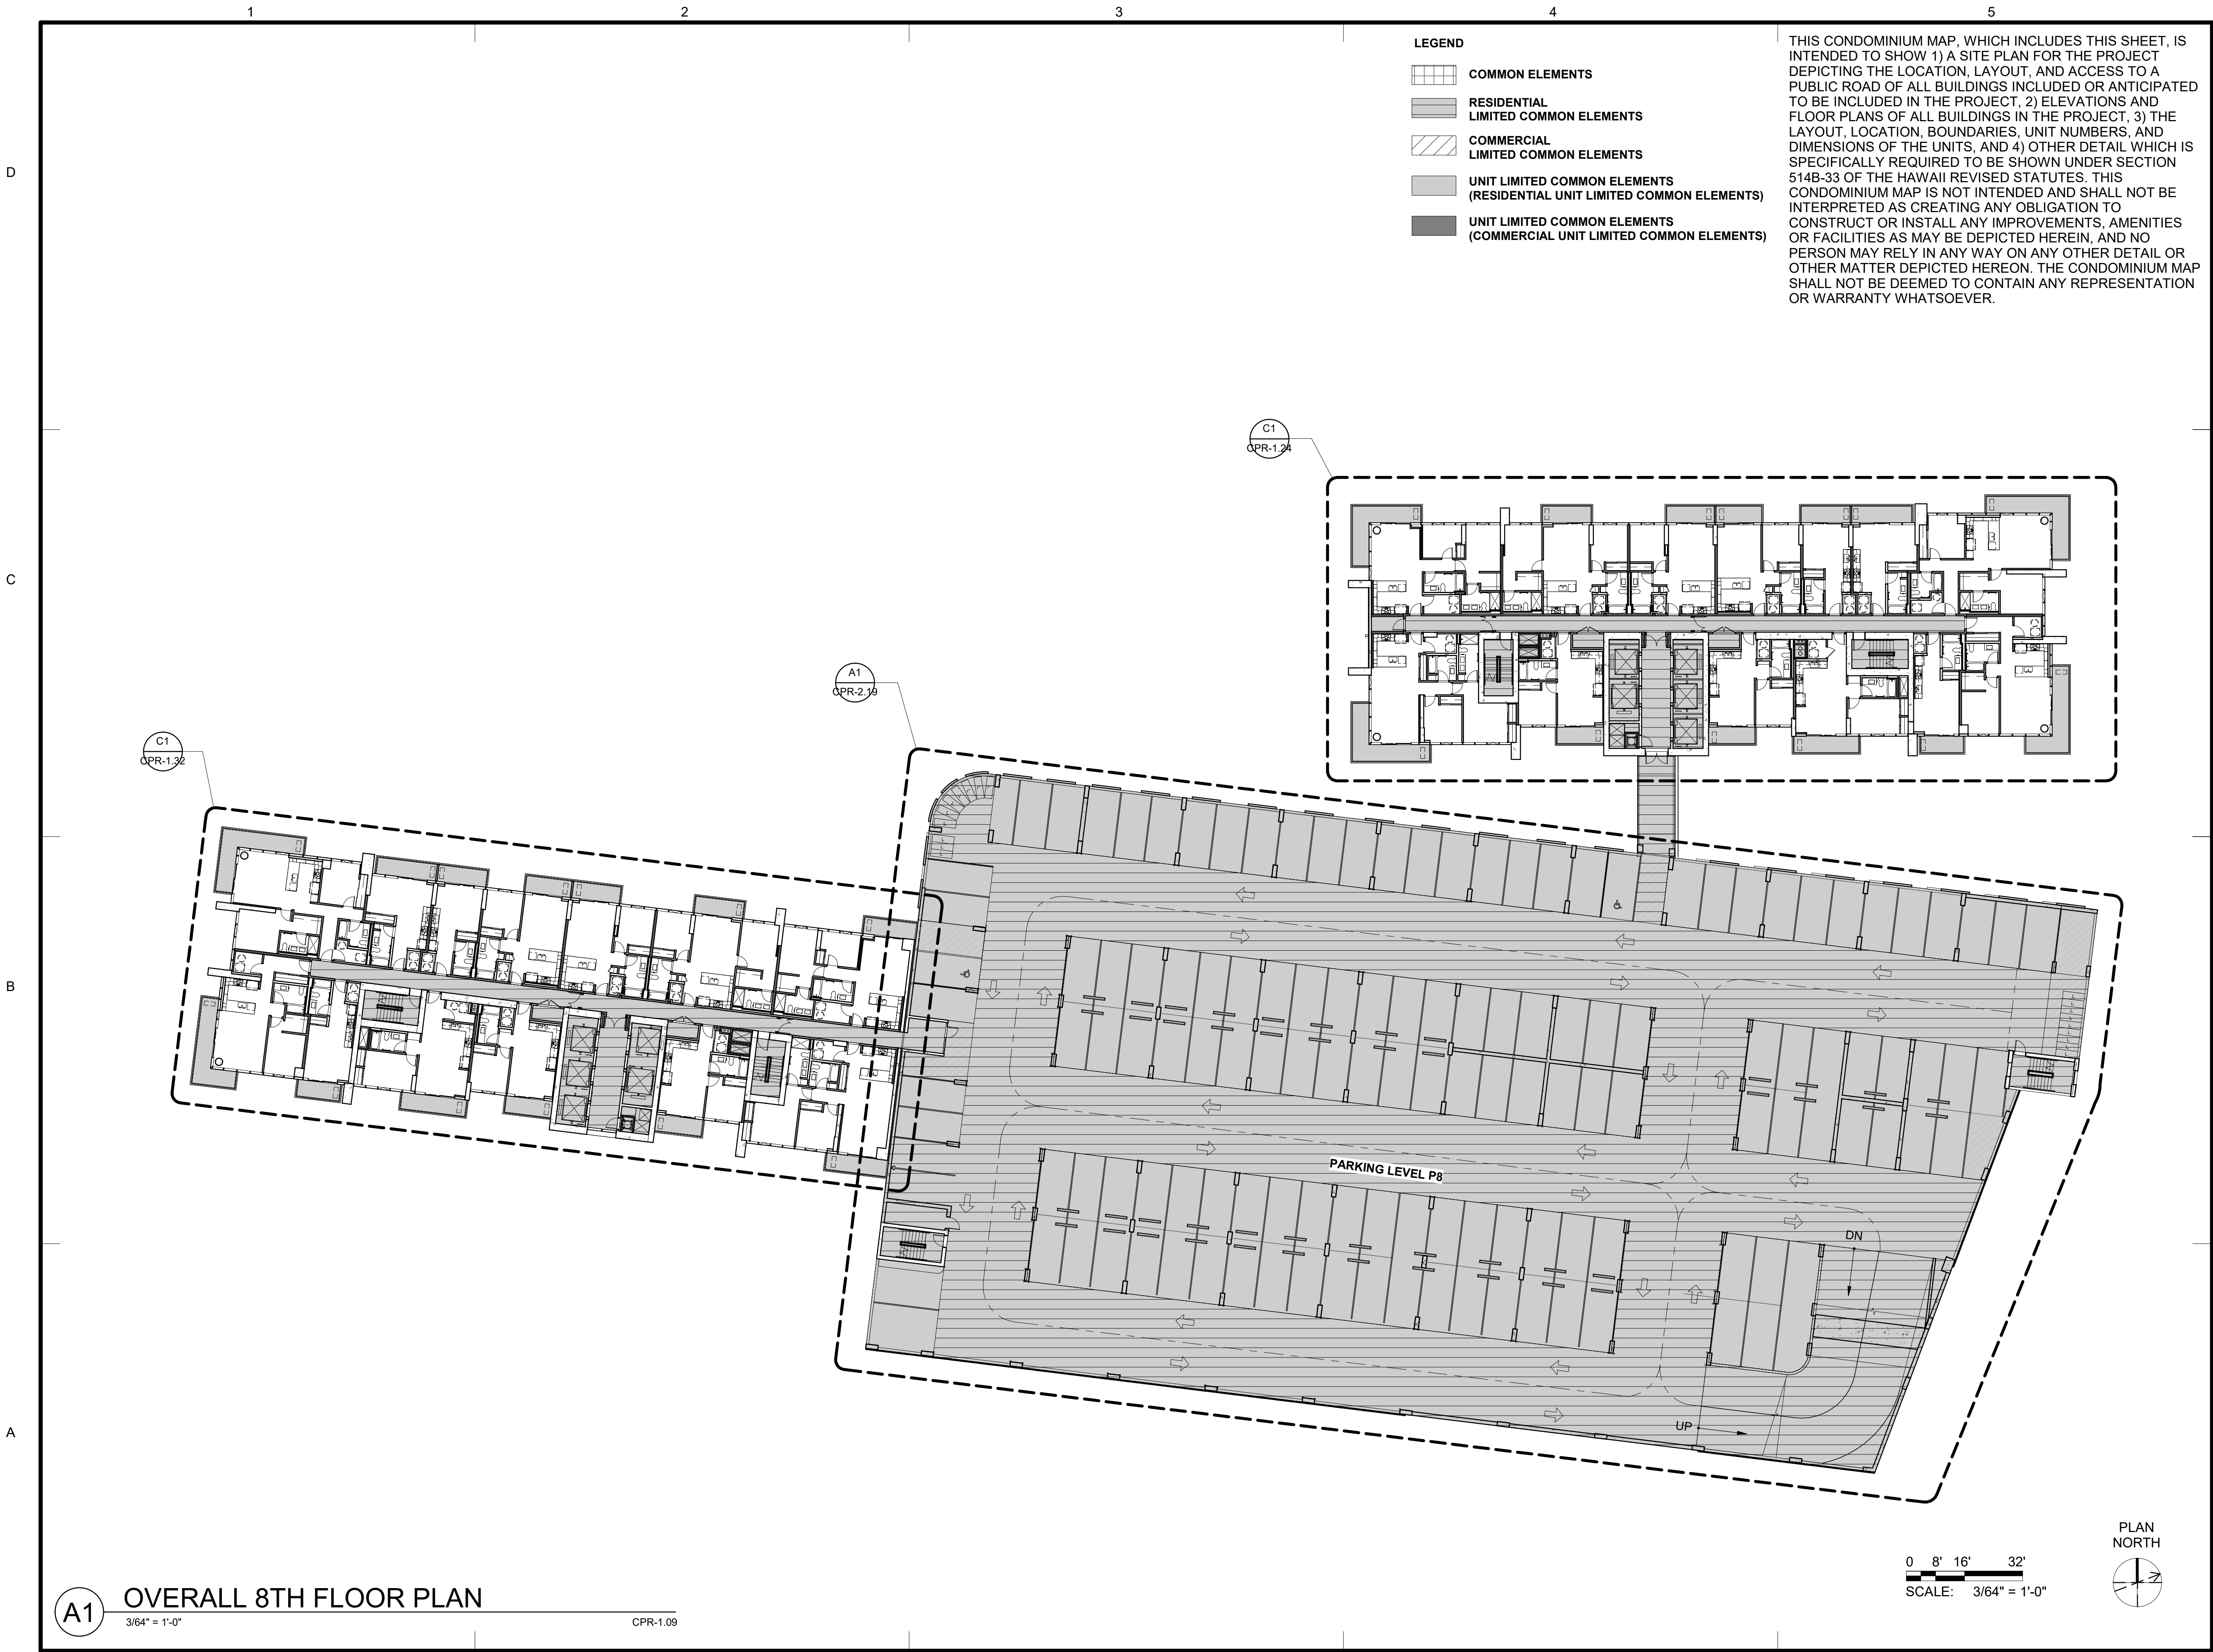 1
2
3
4
5
LEGEND
COMMON ELEMENTS
RESIDENTIAL
LIMITED COMMON ELEMENTS
COMMERCIAL
LIMITED COMMON ELEMENTS
UNIT LIMITED COMMON ELEMENTS
(RESIDENTIAL UNIT LIMITED COMMON ELEMENTS)
UNIT LIMITED COMMON ELEMENTS
(COMMERCIAL UNIT LIMITED COMMON ELEMENTS)
THIS CONDOMINIUM MAP, WHICH INCLUDES THIS SHEET, IS
INTENDED TO SHOW 1) A SITE PLAN FOR THE PROJECT
DEPICTING THE LOCATION, LAYOUT, AND ACCESS TO A
PUBLIC ROAD OF ALL BUILDINGS INCLUDED OR ANTICIPATED
TO BE INCLUDED IN THE PROJECT, 2) ELEVATIONS AND
FLOOR PLANS OF ALL BUILDINGS IN THE PROJECT, 3) THE
LAYOUT, LOCATION, BOUNDARIES, UNIT NUMBERS, AND
DIMENSIONS OF THE UNITS, AND 4) OTHER DETAIL WHICH IS
SPECIFICALLY REQUIRED TO BE SHOWN UNDER SECTION
514B-33 OF THE HAWAII REVISED STATUTES. THIS
CONDOMINIUM MAP IS NOT INTENDED AND SHALL NOT BE
INTERPRETED AS CREATING ANY OBLIGATION TO
CONSTRUCT OR INSTALL ANY IMPROVEMENTS, AMENITIES
OR FACILITIES AS MAY BE DEPICTED HEREIN, AND NO
PERSON MAY RELY IN ANY WAY ON ANY OTHER DETAIL OR
OTHER MATTER DEPICTED HEREON. THE CONDOMINIUM MAP
SHALL NOT BE DEEMED TO CONTAIN ANY REPRESENTATION
OR WARRANTY WHATSOEVER.
D
C1
CPR-1.24
C
A1
CPR-2.19
C1
CPR-1.32
B
PARKING LEVEL P8
DN
UP
A
PLAN
NORTH
0 8' 16' 32'
SCALE: 3/64" = 1'-0"
A1
OVERALL 8TH FLOOR PLAN
3/64" = 1'-0"
CPR-1.09